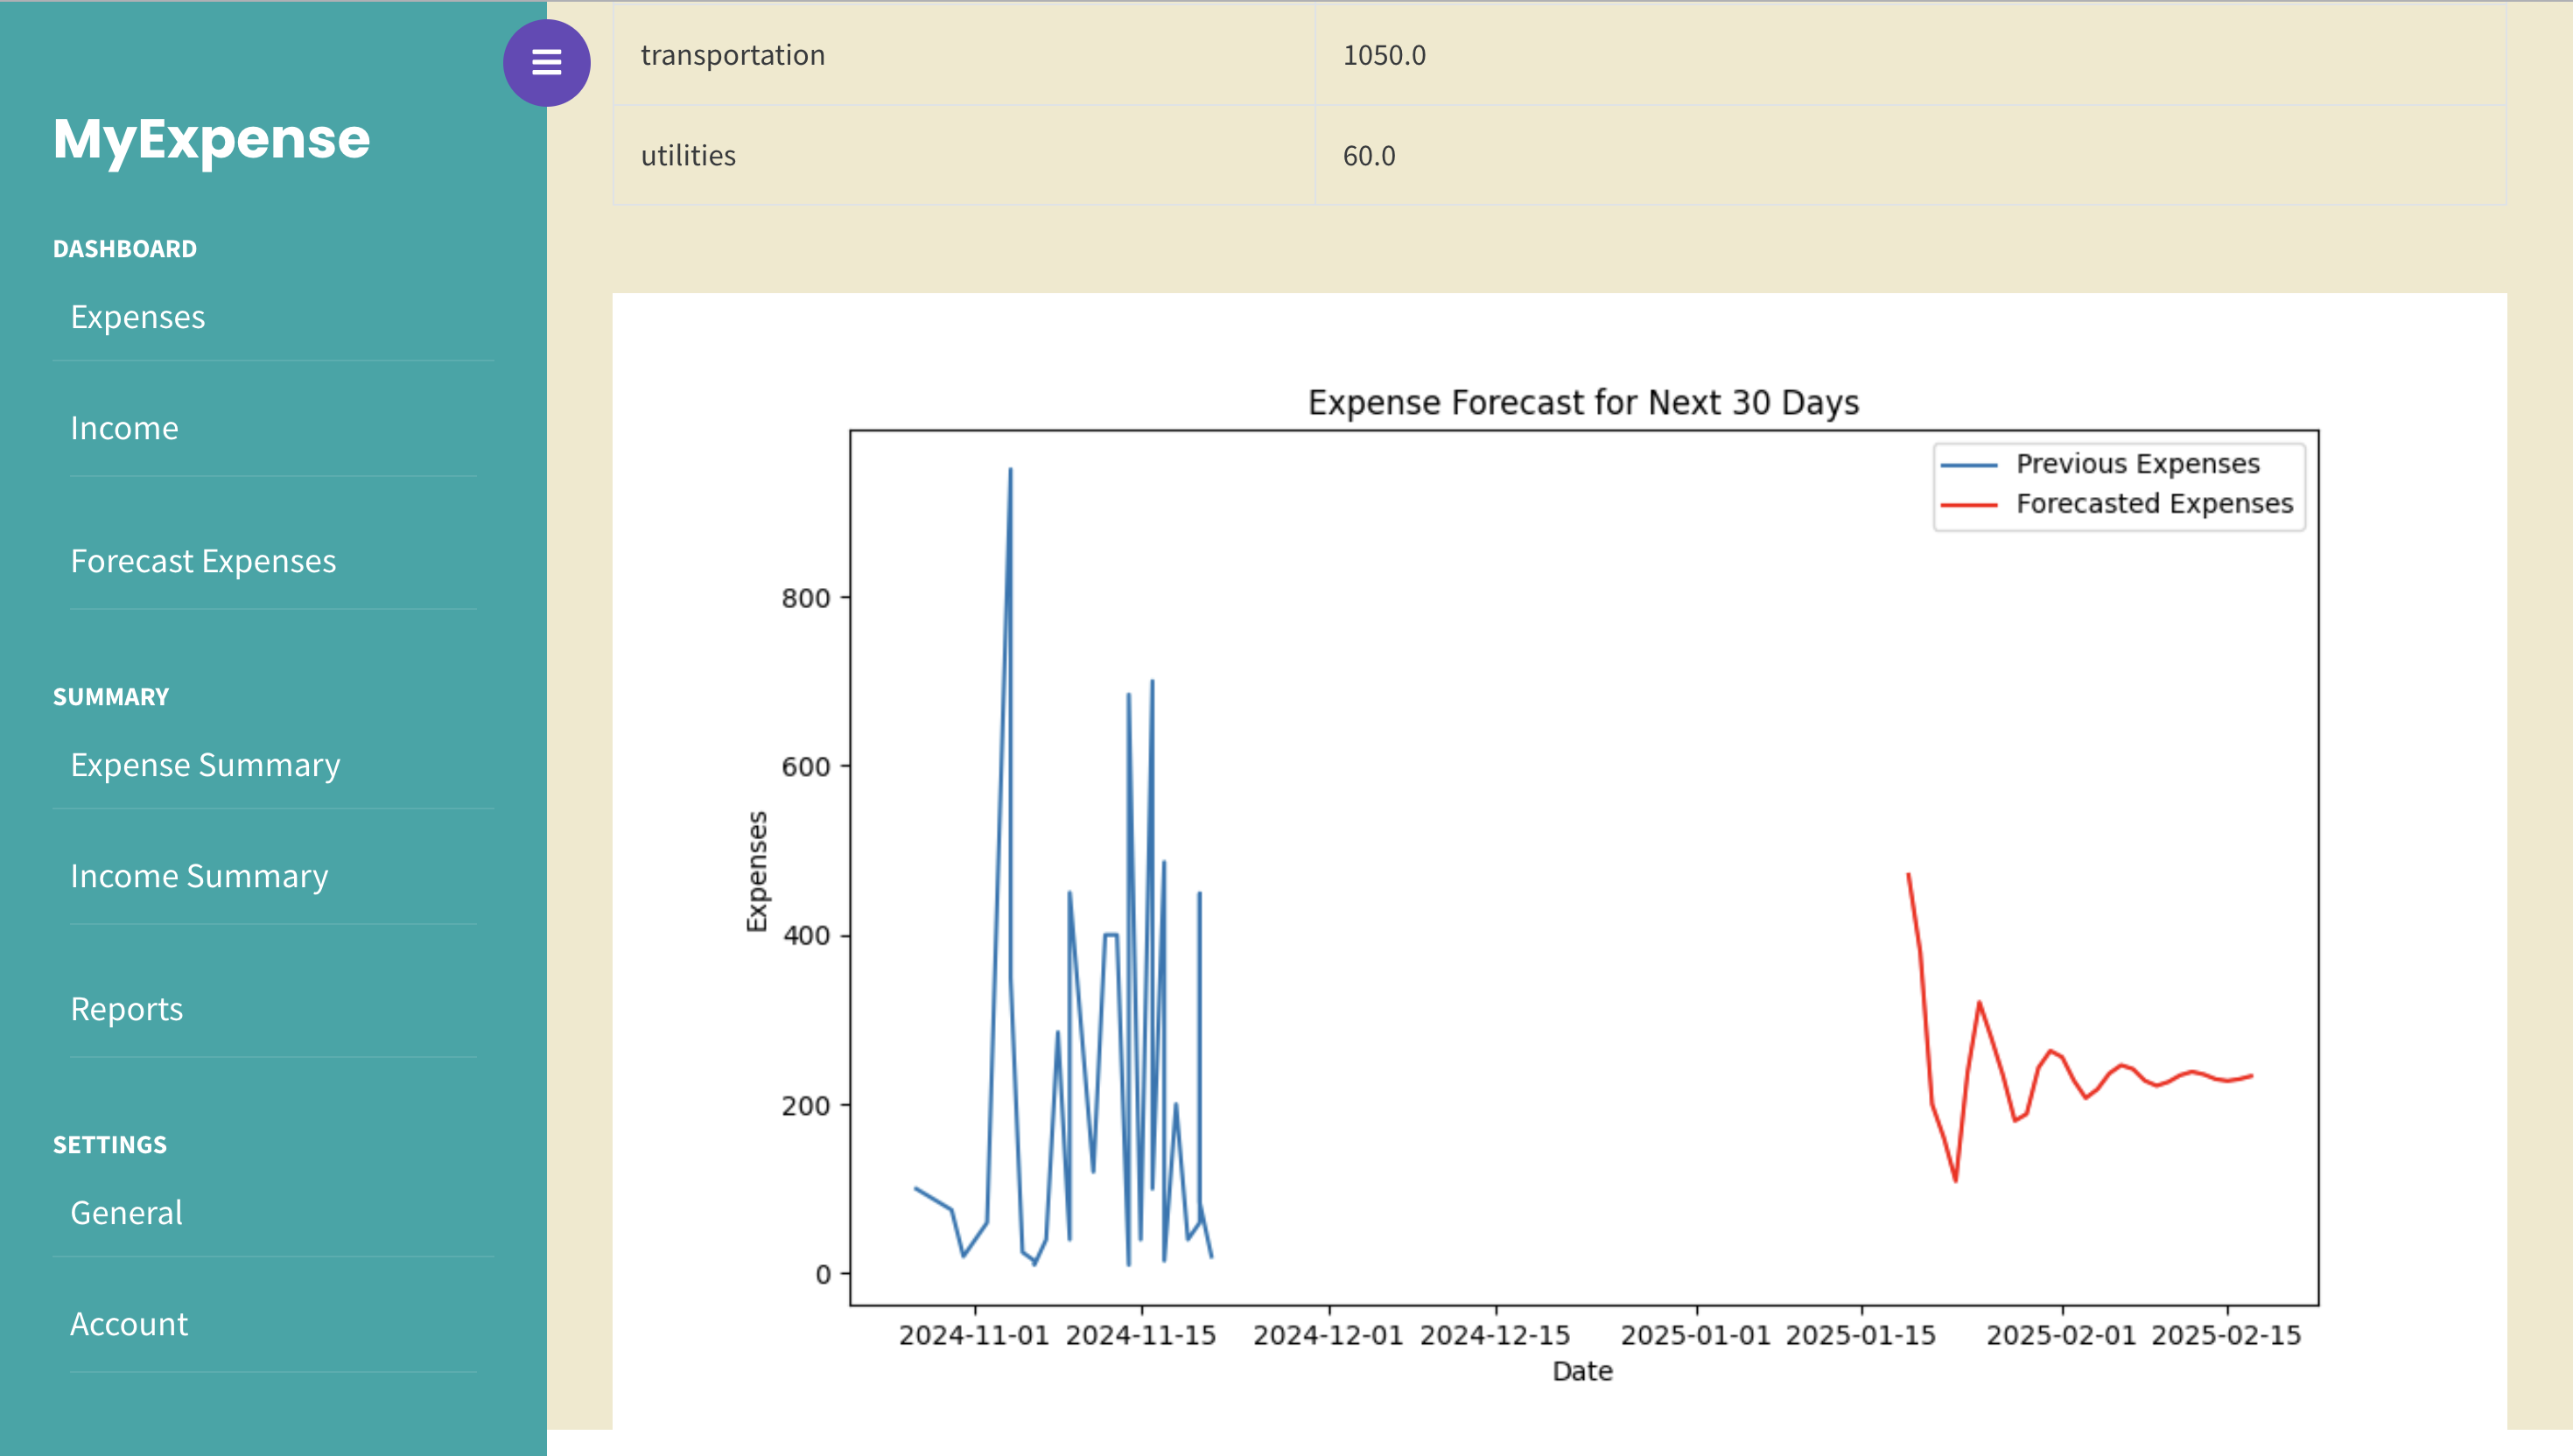 MyExpense
DASHBOARD
Expenses
Income
Forecast Expenses
SUMMARY
Expense Summary
Income Summary
Reports
SETTINGS
General
Account
transportation 1050.0
utilities 60.0
Expense Forecast for Next 30 Days
Previous Expenses
Forecasted Expenses
Expenses
800
600
400
200
0
2024-11-01 2024-11-15 2024-12-01 2024-12-15 2025-01-01 2025-01-15 2025-02-01 2025-02-15
Date